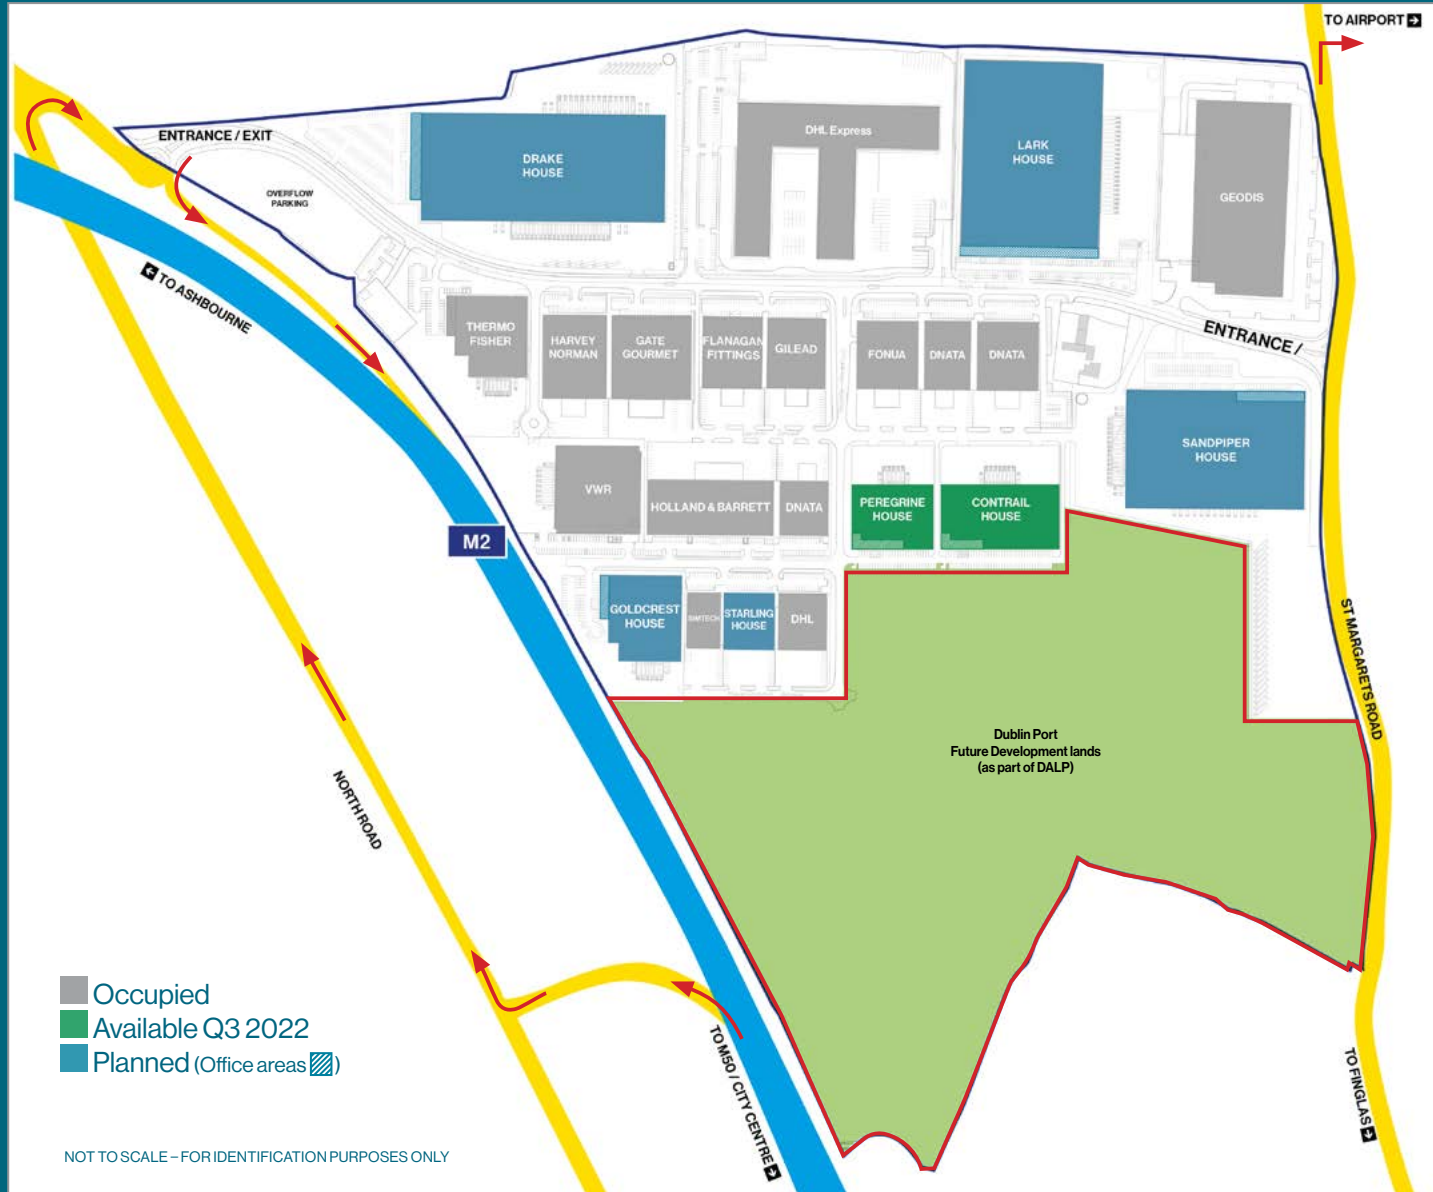 TO AIRPORT
ENTRANCE / EXIT
OVERFLOW
PARKING
DRAKE
HOUSE
DHL Express
LARK
HOUSE
GEODIS
TO ASHBOURNE
THERMO
FISHER
HARVEY
NORMAN
GATE
GOURMET
FLANAGAN
FITTINGS
GILEAD
FONUA
DNATA
DNATA
ENTRANCE /
SANDPIPER
HOUSE
VWR
HOLLAND & BARRETT
DNATA
PEREGRINE
HOUSE
CONTRAIL
HOUSE
M2
GOLDCREST
HOUSE
STARLING
HOUSE
DHL
ST MARGARETS ROAD
Dublin Port
Future Development lands
(as part of DALP)
NORTH ROAD
Occupied
Available Q3 2022
Planned (Office areas )
TO M50 / CITY CENTRE
TO FINGLAS
NOT TO SCALE – FOR IDENTIFICATION PURPOSES ONLY